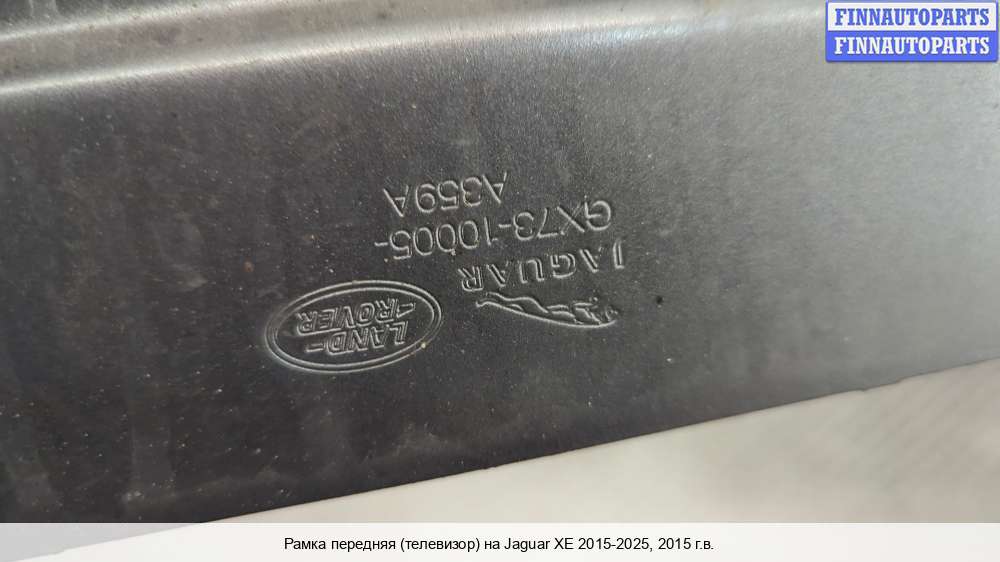 FINNAUTOPARTS
FINNAUTOPARTS
LAND-
ROVER
JAGUAR
GX73-10005-
A359A
Рамка передняя (телевизор) на Jaguar XE 2015-2025, 2015 г.в.